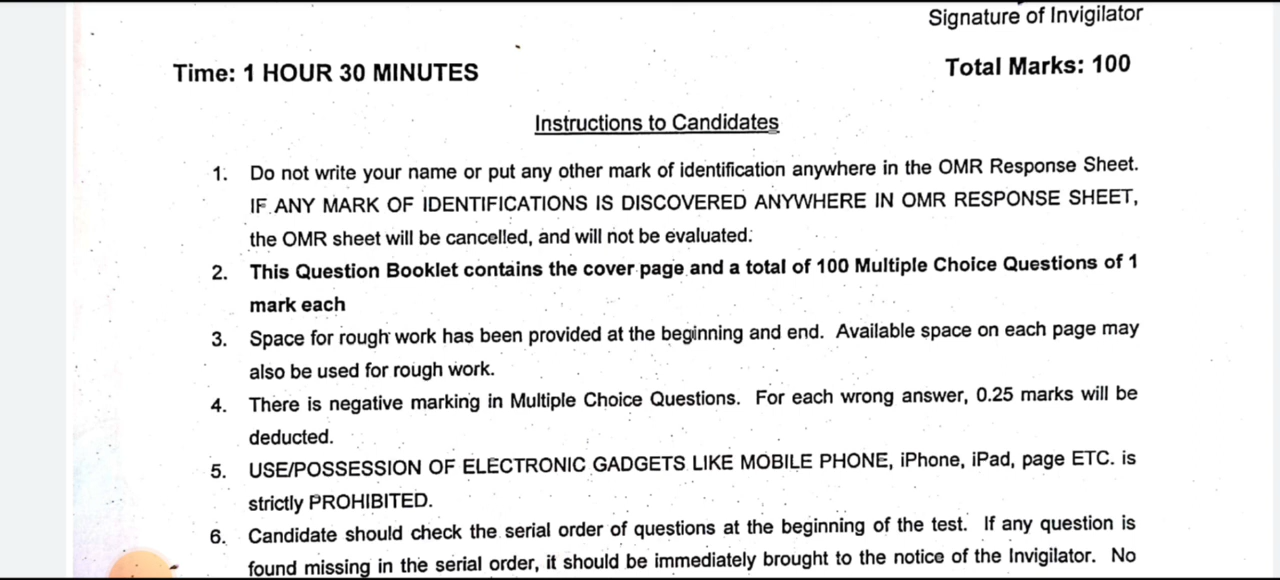 Signature of Invigilator
Time: 1 HOUR 30 MINUTES
Total Marks: 100
Instructions to Candidates
1. Do not write your name or put any other mark of identification anywhere in the OMR Response Sheet.
IF ANY MARK OF IDENTIFICATIONS IS DISCOVERED ANYWHERE IN OMR RESPONSE SHEET,
the OMR sheet will be cancelled, and will not be evaluated.
2. This Question Booklet contains the cover page and a total of 100 Multiple Choice Questions of 1
mark each
3. Space for rough work has been provided at the beginning and end. Available space on each page may
also be used for rough work.
4. There is negative marking in Multiple Choice Questions. For each wrong answer, 0.25 marks will be
deducted.
5. USE/POSSESSION OF ELECTRONIC GADGETS LIKE MOBILE PHONE, iPhone, iPad, page ETC. is
strictly PROHIBITED.
6. Candidate should check the serial order of questions at the beginning of the test. If any question is
found missing in the serial order, it should be immediately brought to the notice of the Invigilator. No